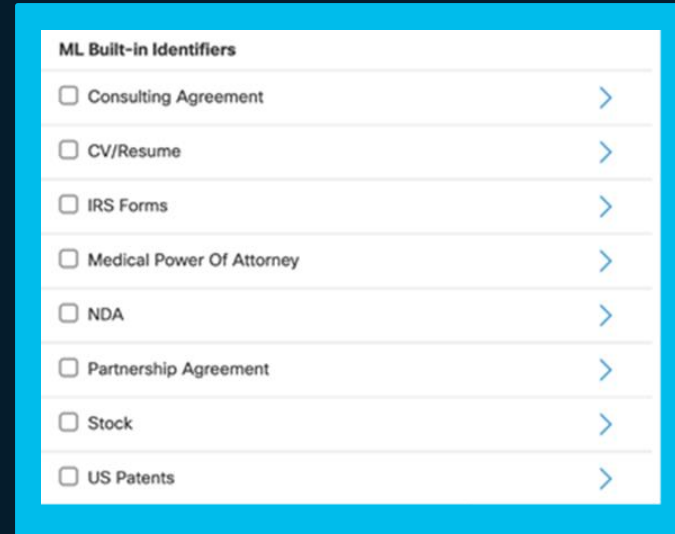 ML Built-in Identifiers
Consulting Agreement
CV/Resume
IRS Forms
Medical Power Of Attorney
NDA
Partnership Agreement
Stock
US Patents